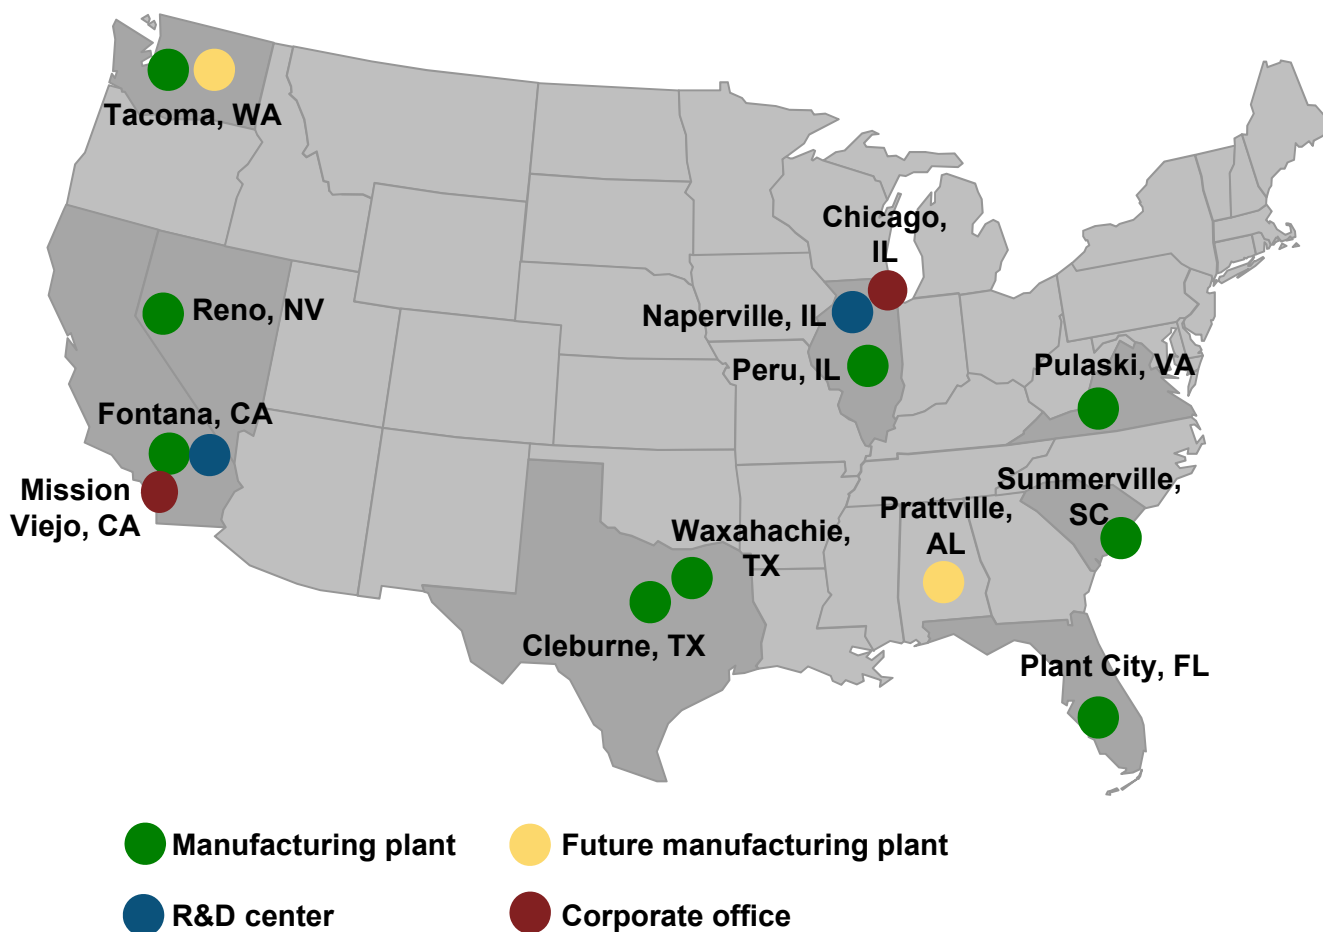 Tacoma, WA
Chicago,
IL
Reno, NV
Naperville, IL
Peru, IL
Pulaski, VA
Fontana, CA
Mission
Viejo, CA
Summerville,
SC
Prattville,
AL
Waxahachie,
TX
Cleburne, TX
Plant City, FL
Manufacturing plant
Future manufacturing plant
R&D center
Corporate office